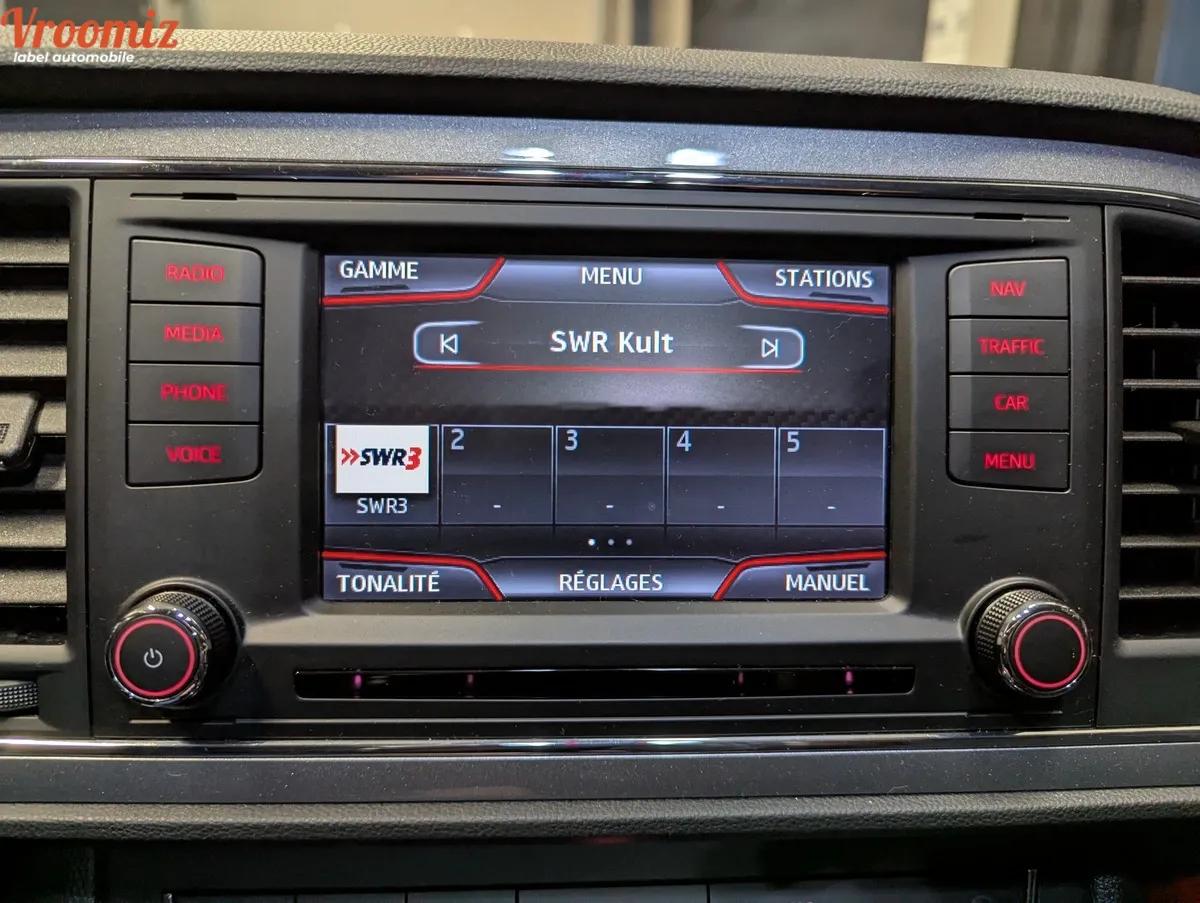 Vroomiz
label automobile
RADIO
MEDIA
PHONE
VOICE
GAMME
MENU
STATIONS
SWR Kult
SWR3
SWR3
2
-
3
-
4
-
5
-
TONALITÉ
RÉGLAGES
MANUEL
NAV
TRAFFIC
CAR
MENU